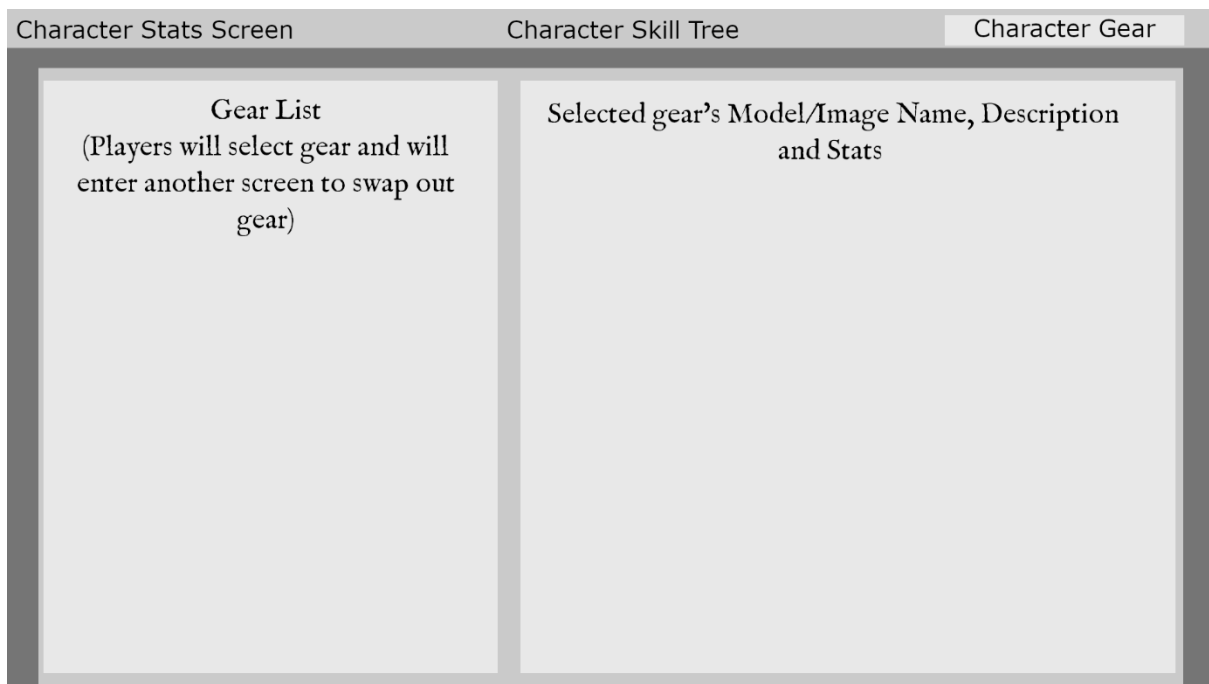 Character Stats Screen
Character Skill Tree
Character Gear
Gear List
(Players will select gear and will
enter another screen to swap out
gear)
Selected gear's Model/Image Name, Description
and Stats